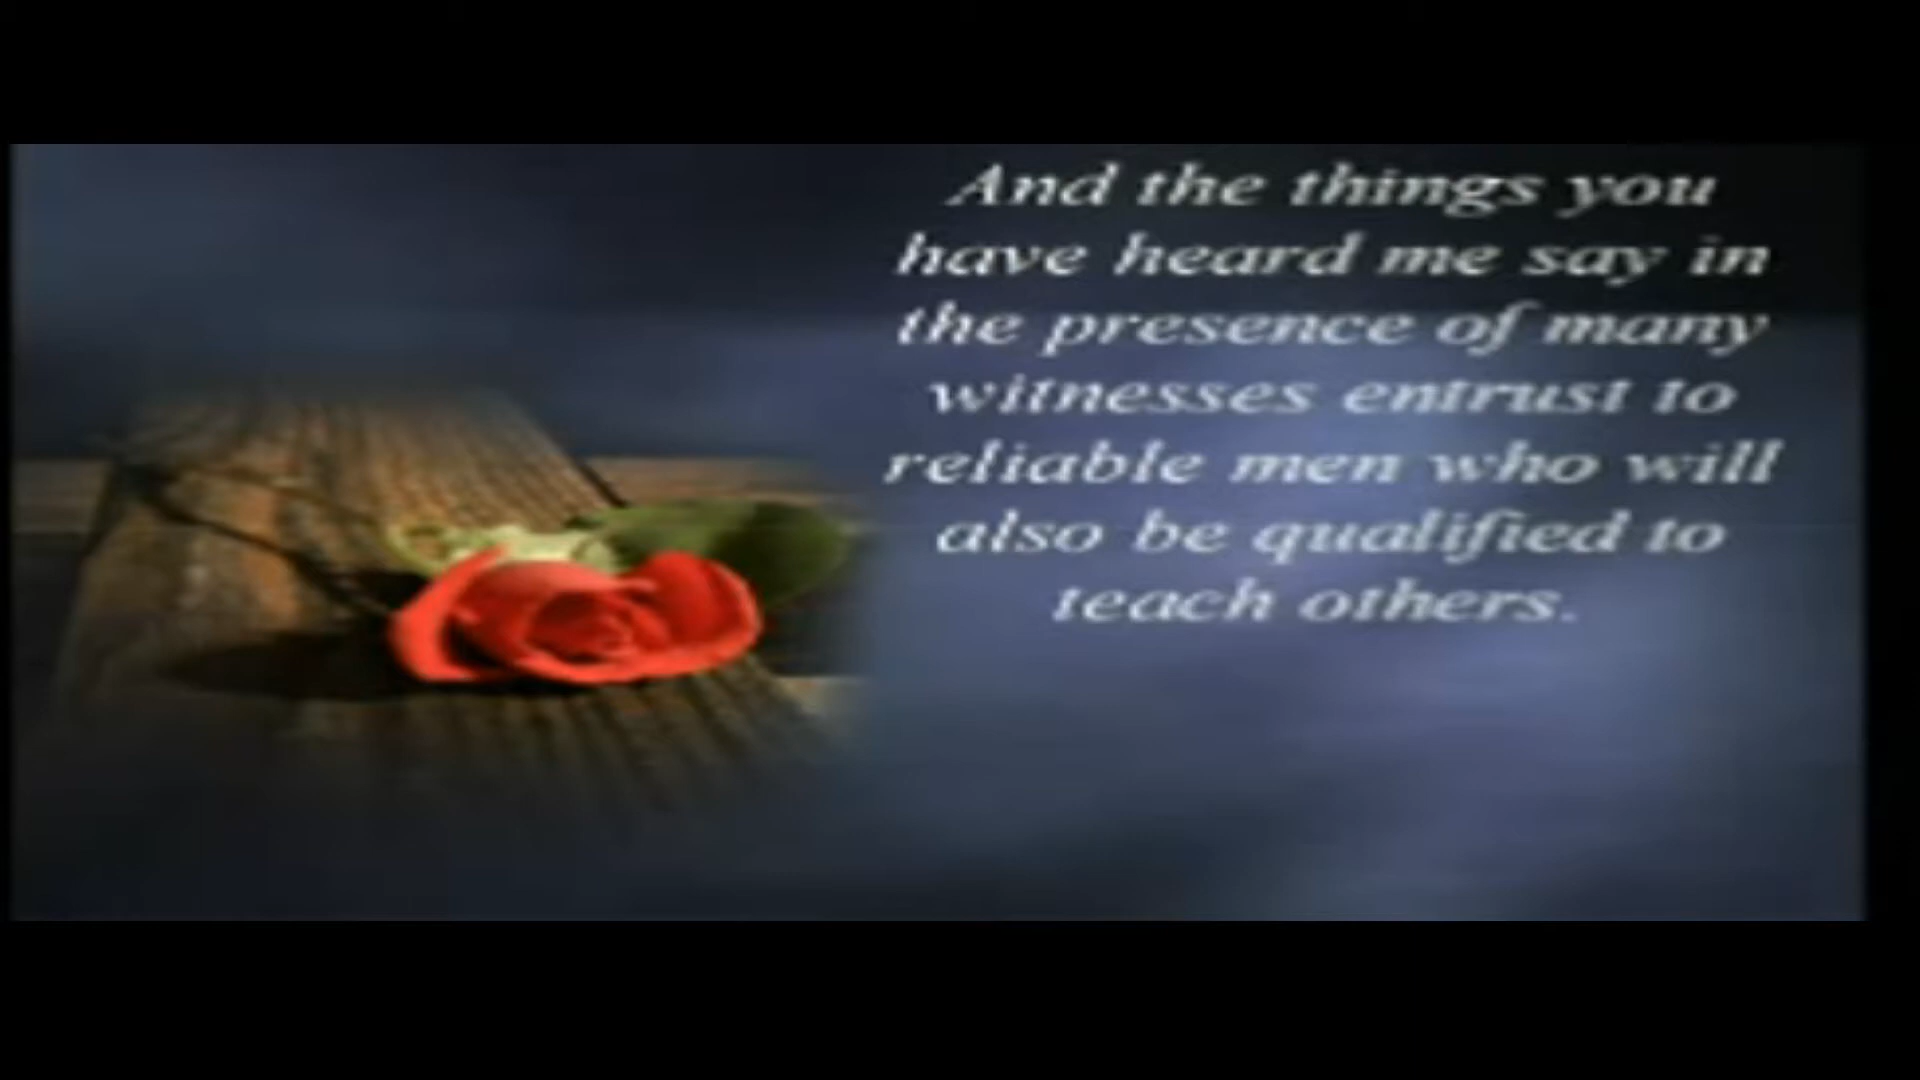 And the things you
have heard me say in
the presence of many
witnesses entrust to
reliable men who will
also be qualified to
teach others.